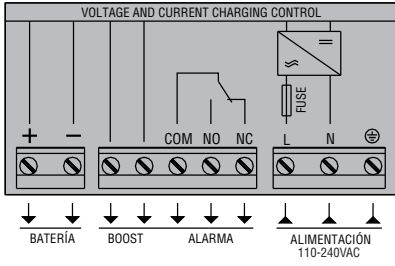 VOLTAGE AND CURRENT CHARGING CONTROL
FUSE
+ − COM NO NC L N
BATERÍA BOOST ALARMA ALIMENTACIÓN
110-240VAC